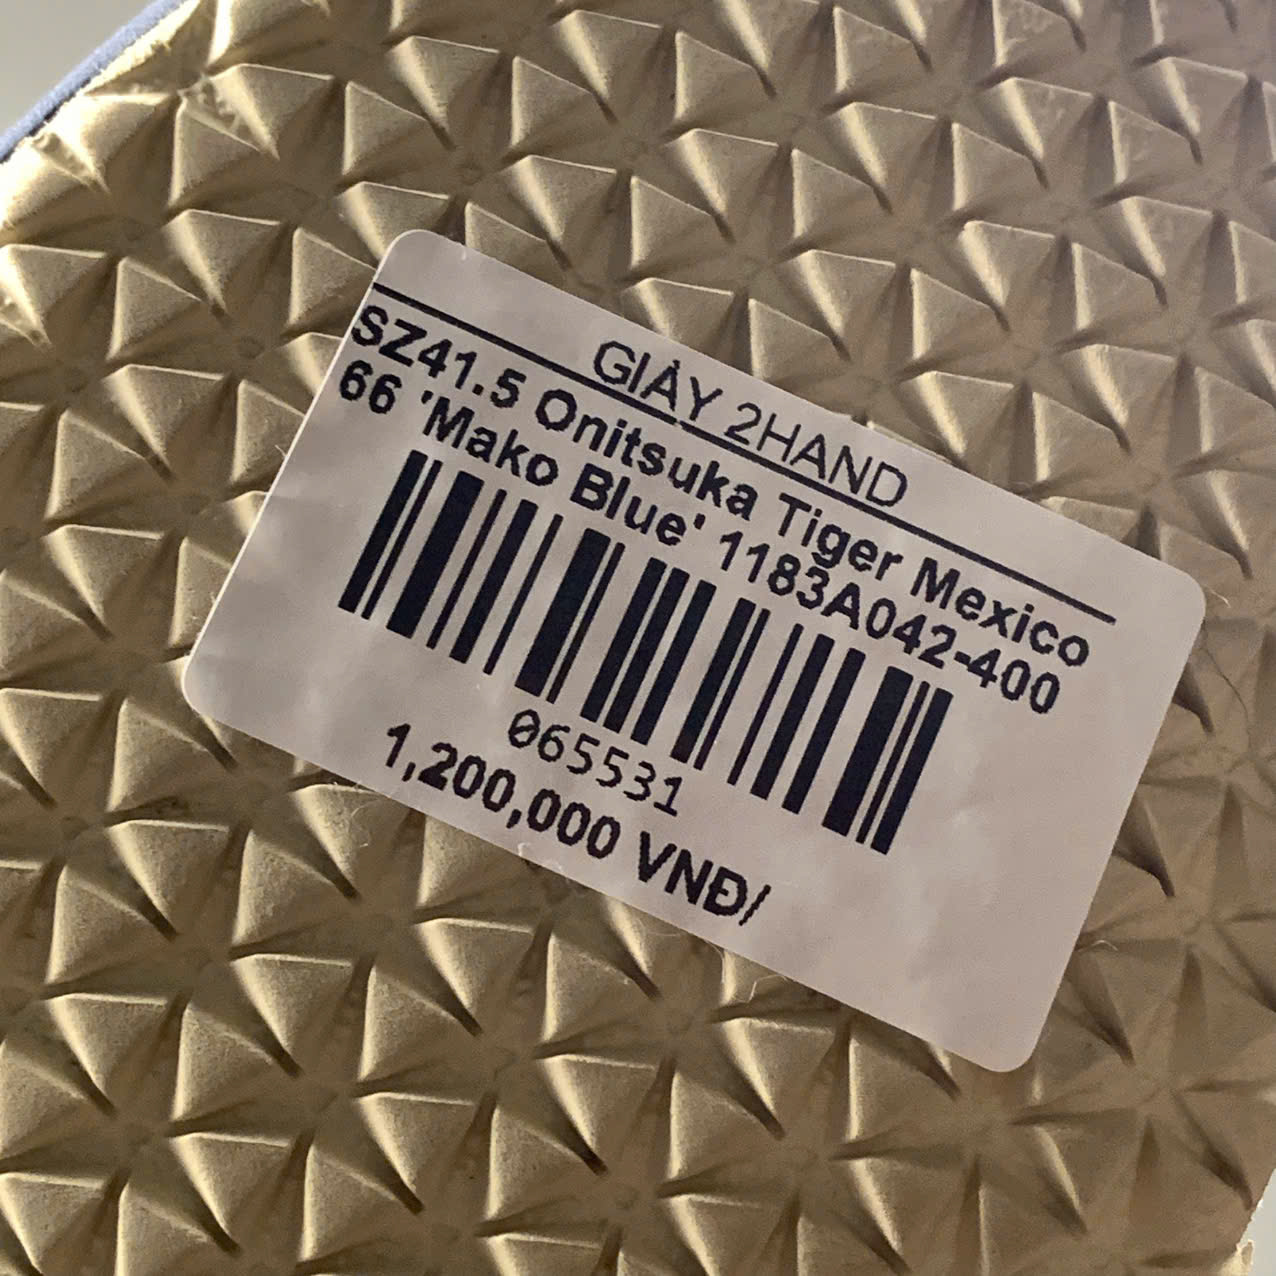 GIÀY 2HAND
SZ41.5 Onitsuka Tiger Mexico
66 'Mako Blue' 1183A042-400
065531
1,200,000 VNĐ/